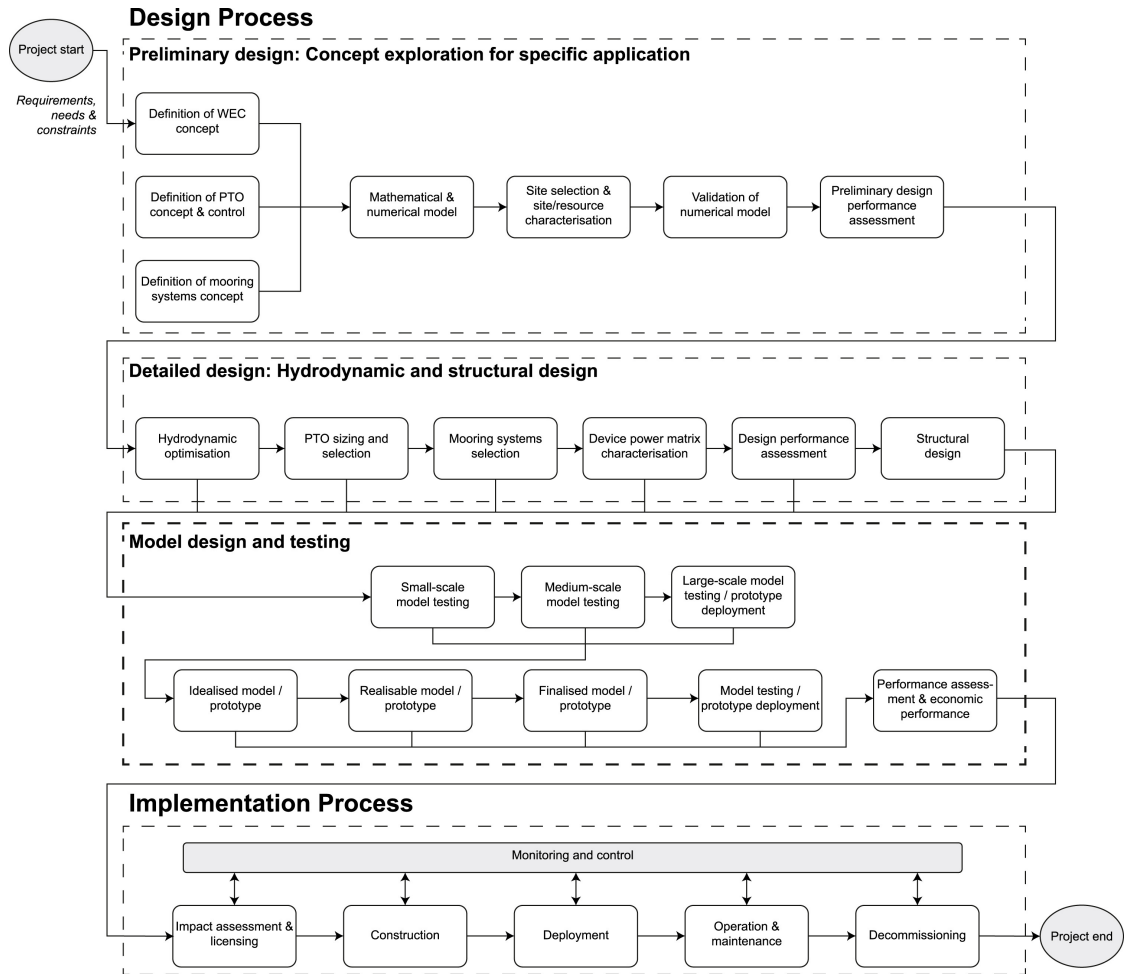 Design Process
Project start
Preliminary design: Concept exploration for specific application
Requirements,
needs &
constraints
Definition of WEC
concept
Definition of PTO
concept & control
Definition of mooring
systems concept
Mathematical &
numerical model
Site selection &
site/resource
characterisation
Validation of
numerical model
Preliminary design
performance
assessment
Detailed design: Hydrodynamic and structural design
Hydrodynamic
optimisation
PTO sizing and
selection
Mooring systems
selection
Device power matrix
characterisation
Design performance
assessment
Structural
design
Model design and testing
Small-scale
model testing
Medium-scale
model testing
Large-scale model
testing / prototype
deployment
Idealised model /
prototype
Realisable model /
prototype
Finalised model /
prototype
Model testing /
prototype deployment
Performance assess-
ment & economic
performance
Implementation Process
Monitoring and control
Impact assessment &
licensing
Construction
Deployment
Operation &
maintenance
Decommissioning
Project end